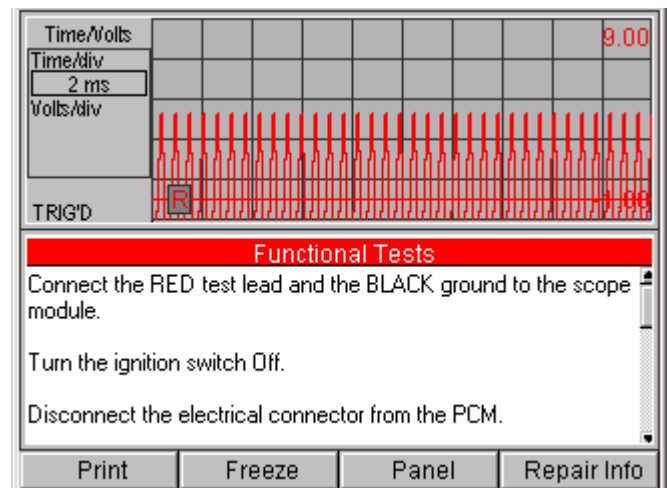 Time/Volts
9.00
Time/div
2 ms
Volts/div
TRIG'D
R
-1.00
Functional Tests
Connect the RED test lead and the BLACK ground to the scope
module.
Turn the ignition switch Off.
Disconnect the electrical connector from the PCM.
Print
Freeze
Panel
Repair Info